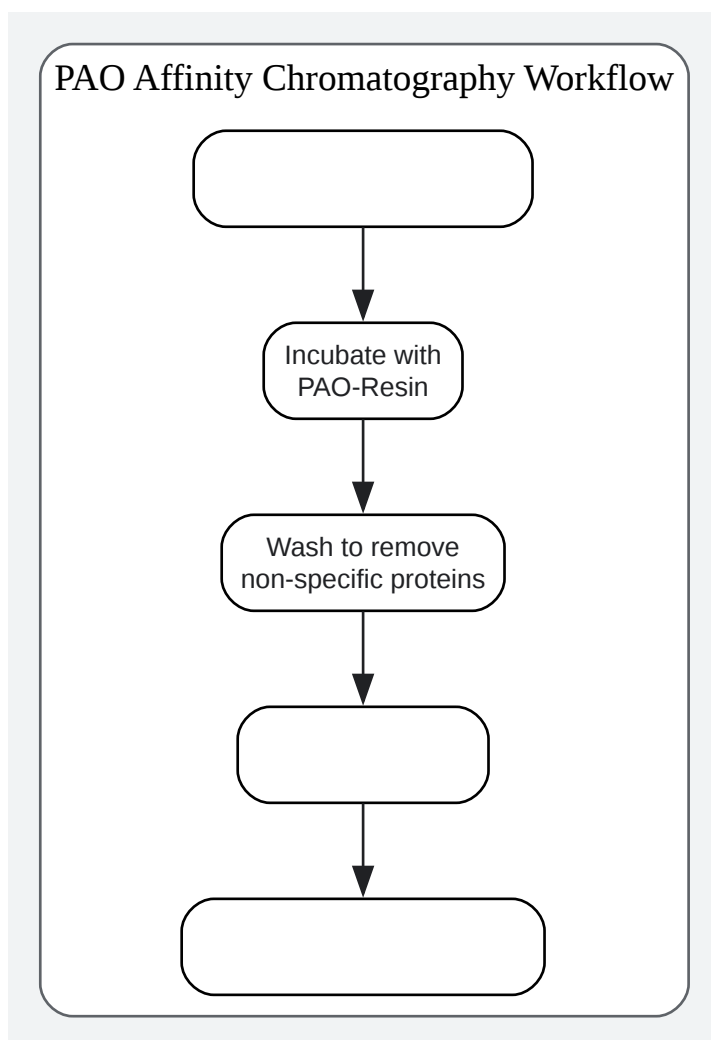 PAO Affinity Chromatography Workflow
Incubate with
PAO-Resin
Wash to remove
non-specific proteins